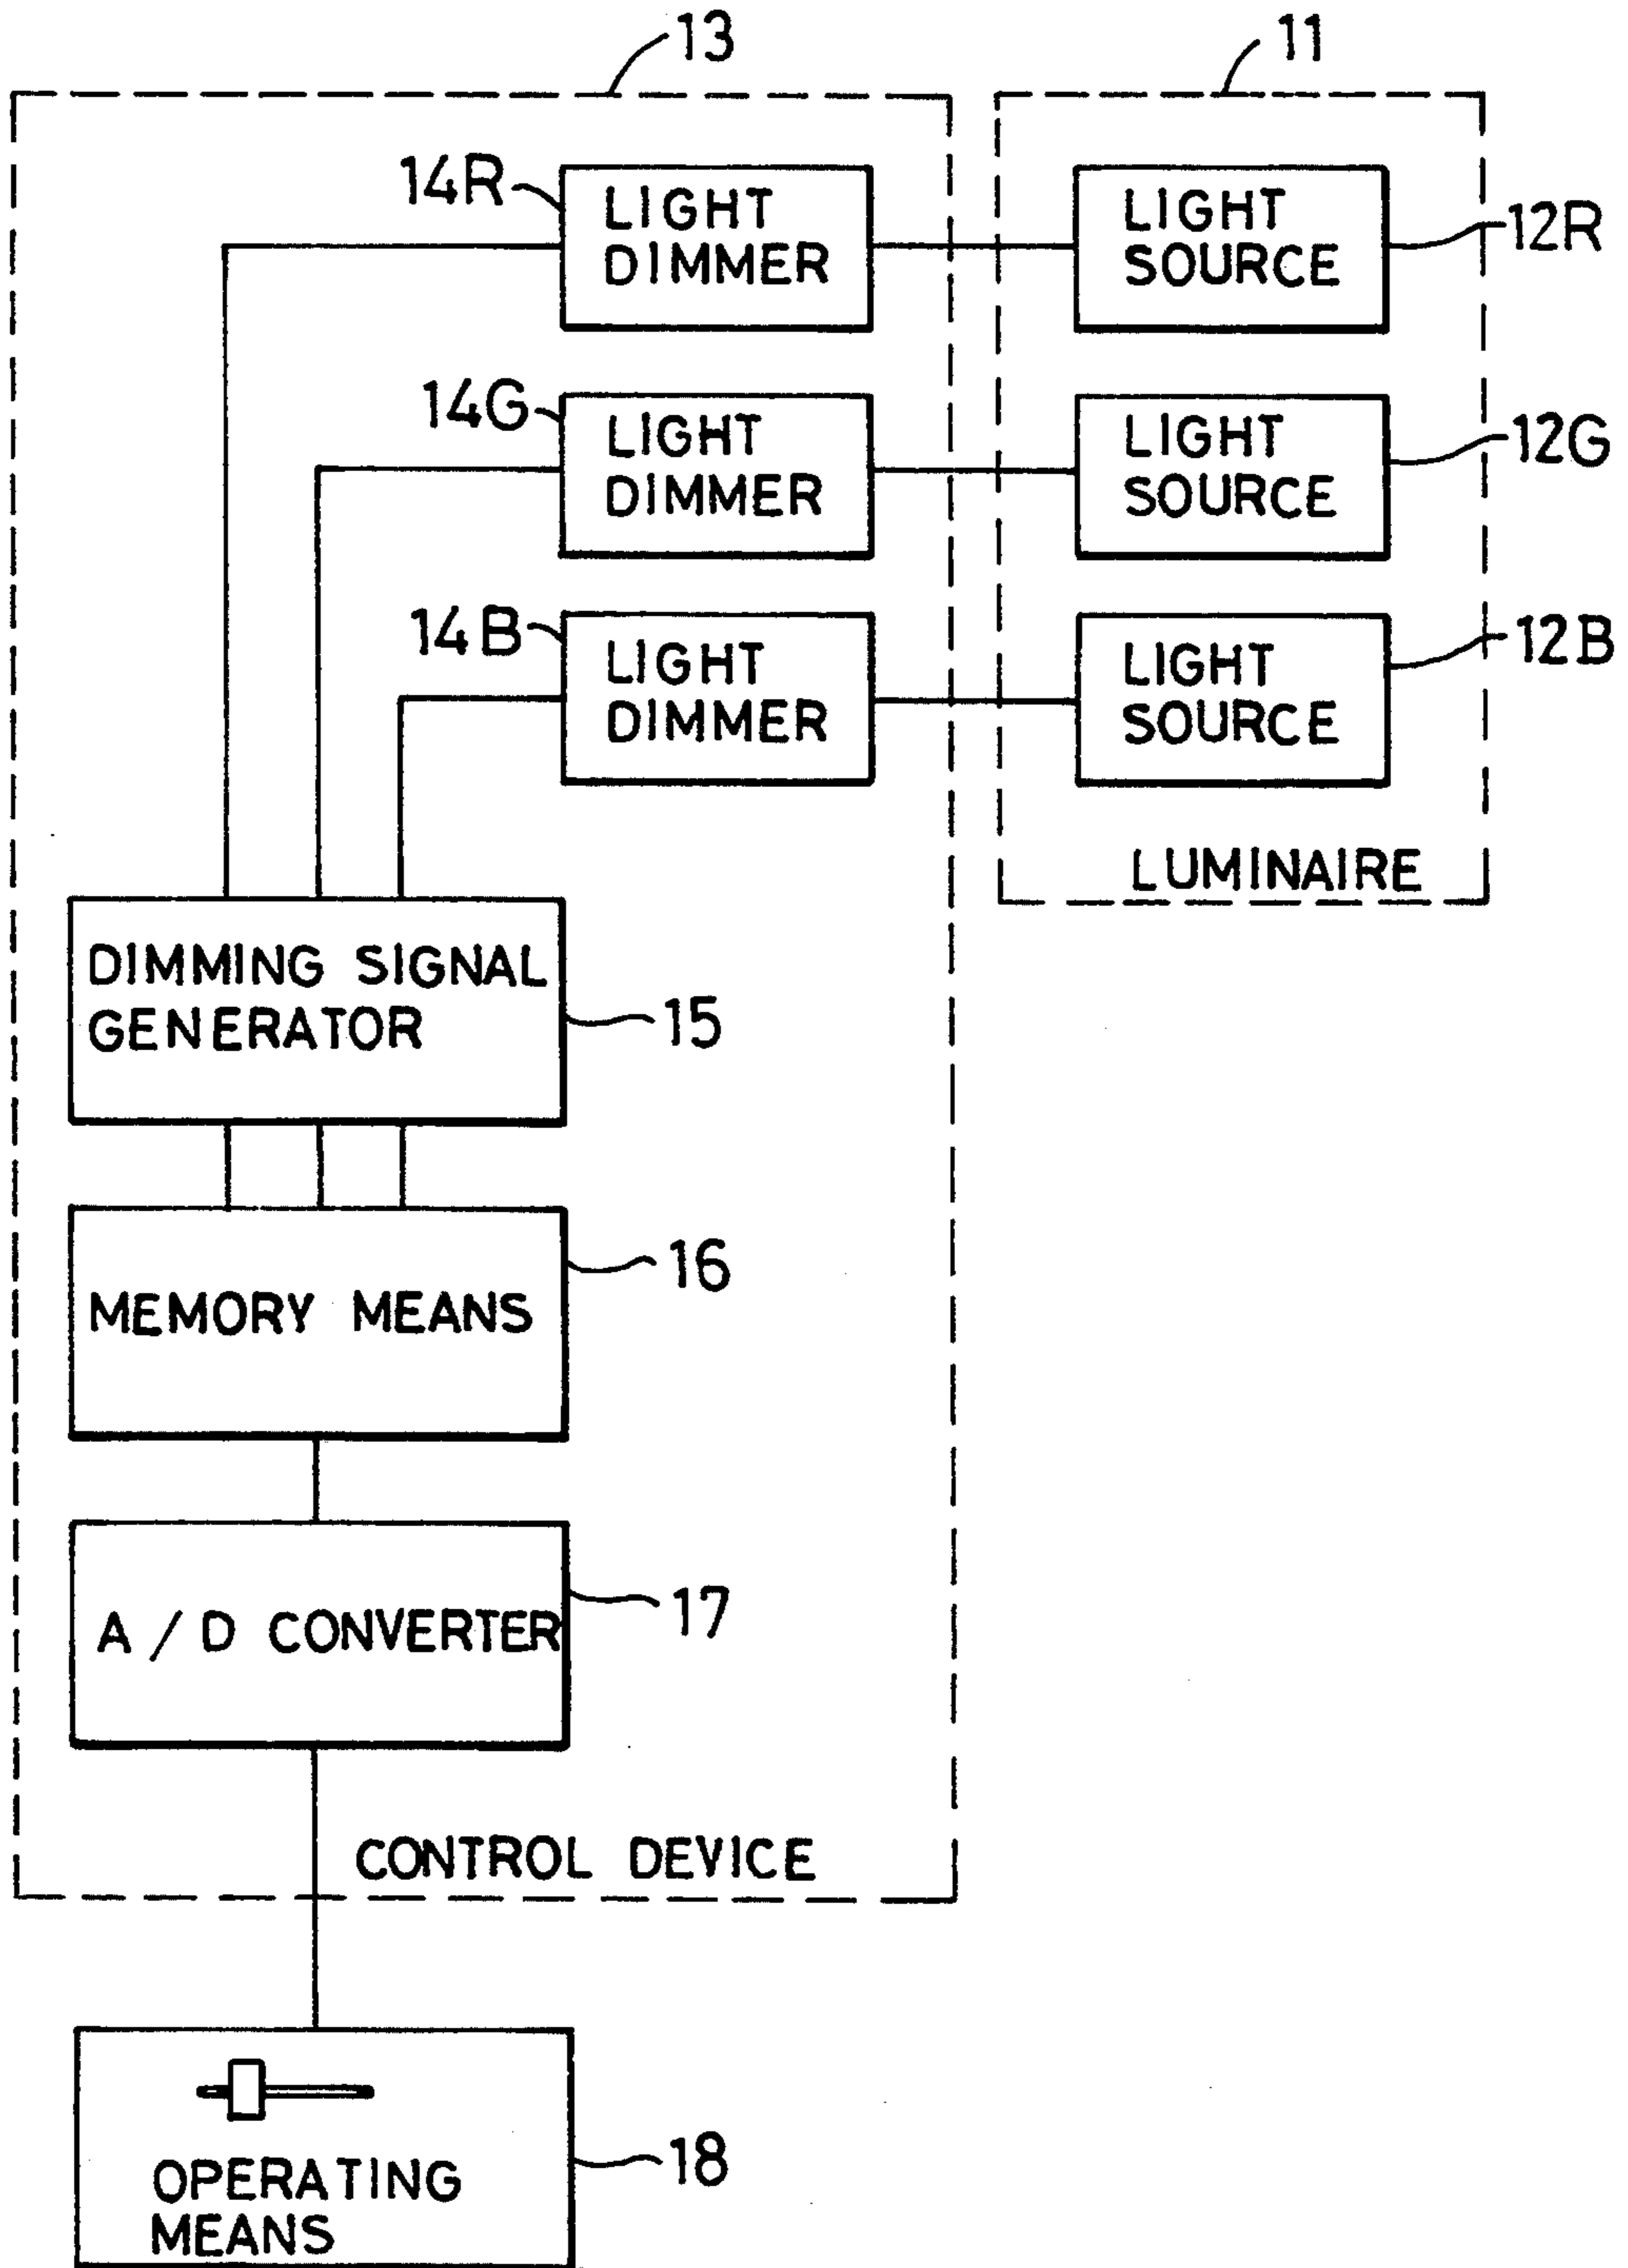 13
11
14R
LIGHT
DIMMER
LIGHT
SOURCE
12R
14G
LIGHT
DIMMER
LIGHT
SOURCE
12G
14B
LIGHT
DIMMER
LIGHT
SOURCE
12B
LUMINAIRE
DIMMING SIGNAL
GENERATOR
15
MEMORY MEANS
16
A / D CONVERTER
17
CONTROL DEVICE
OPERATING
MEANS
18